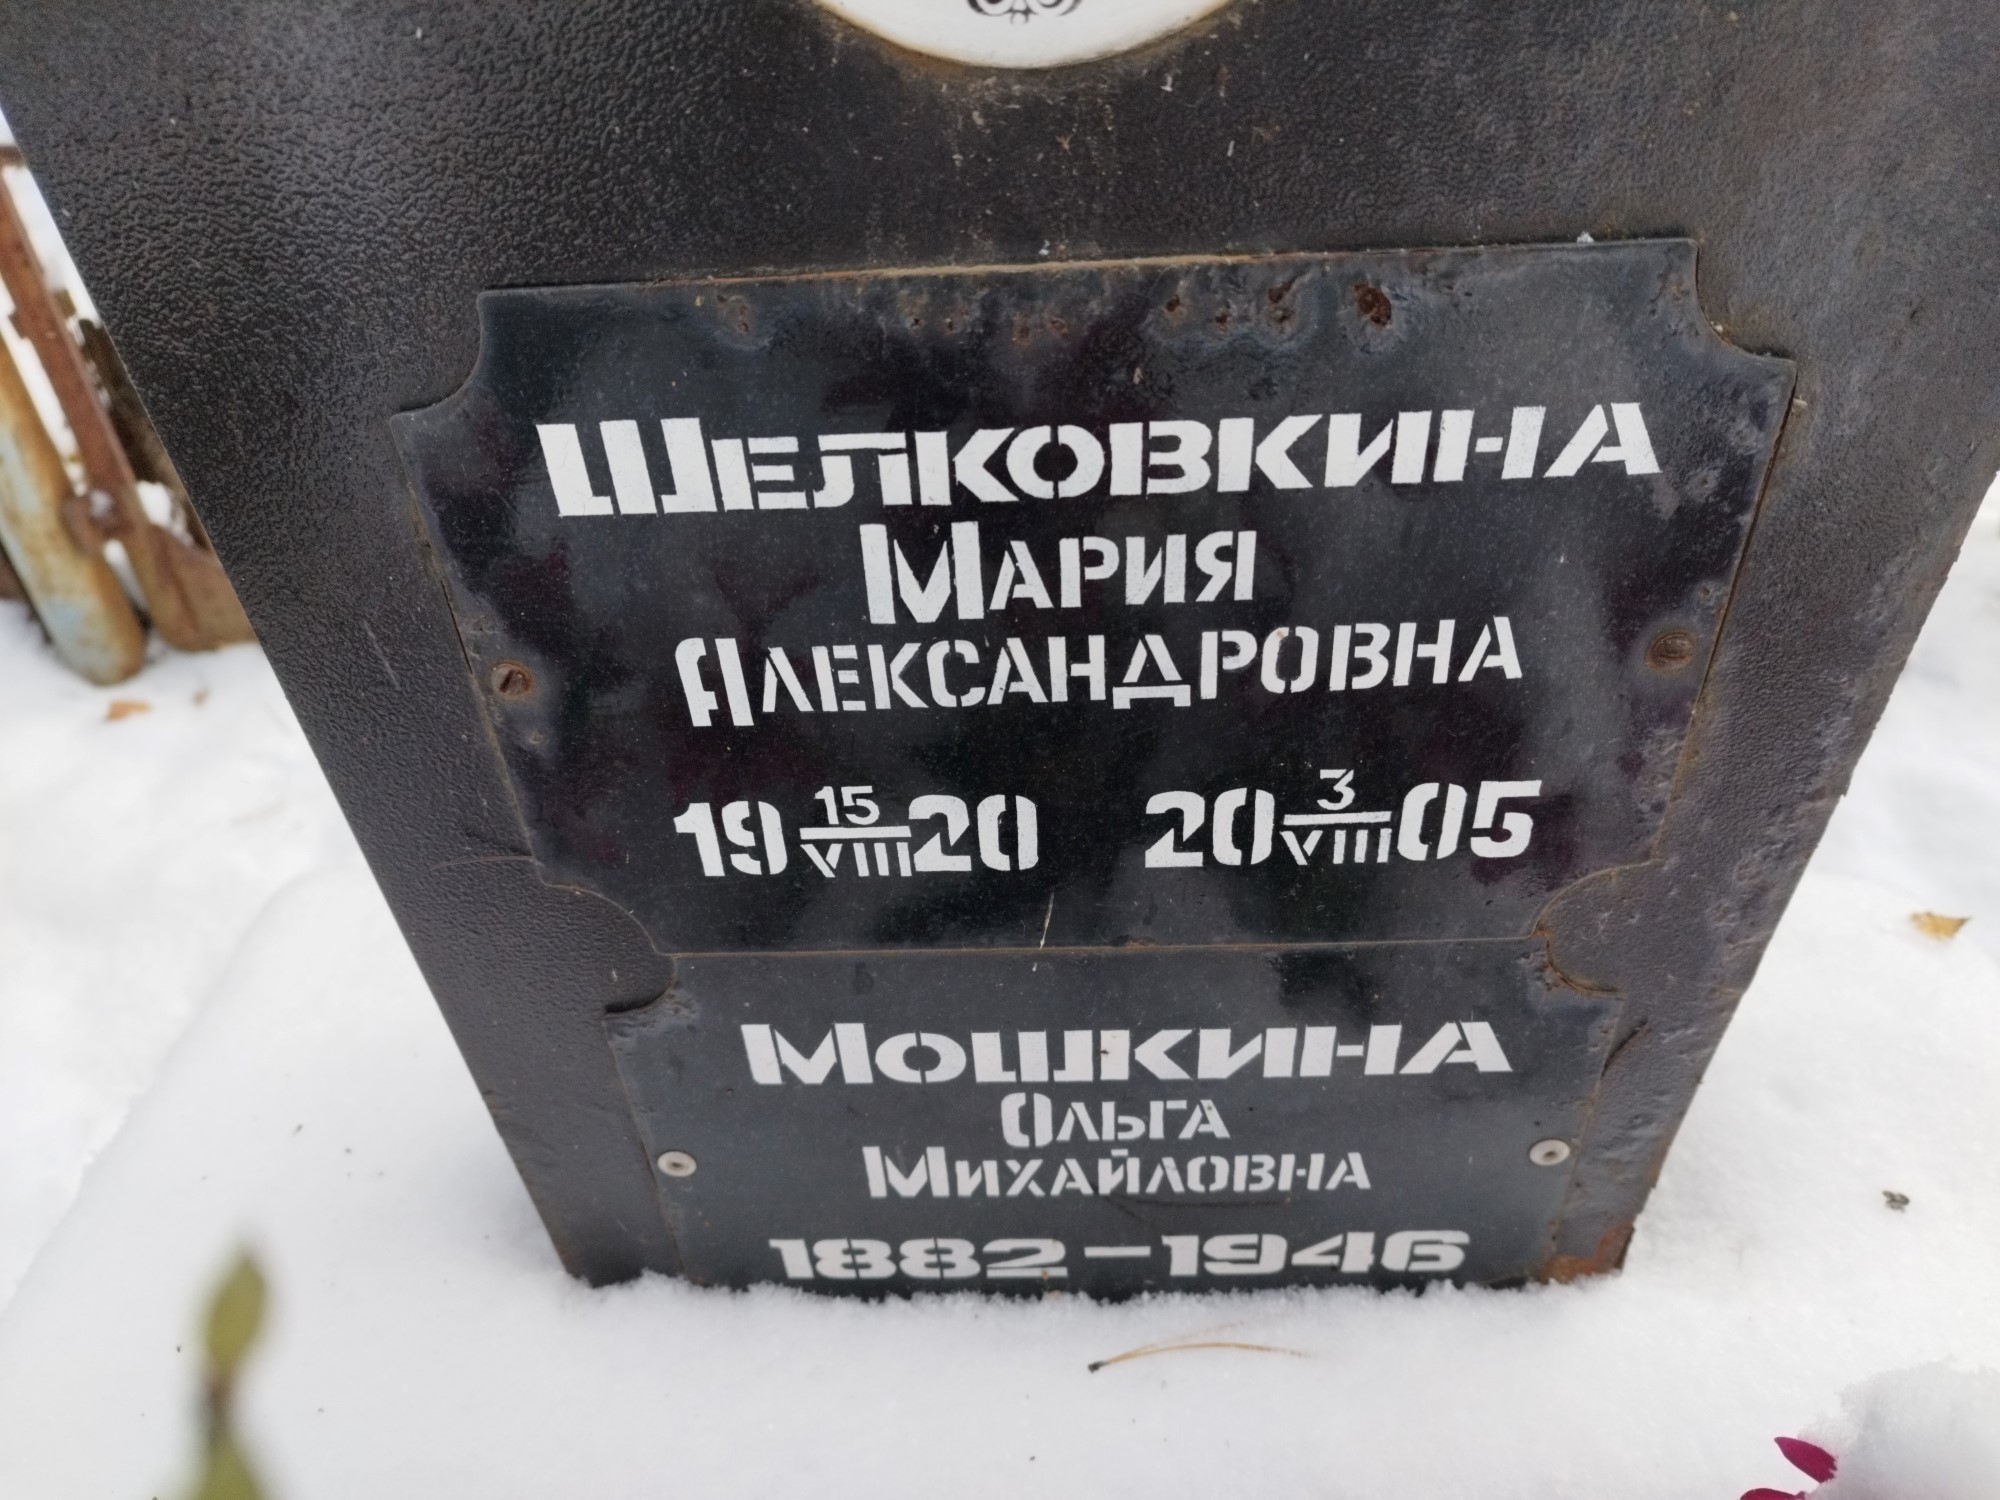 Шелковкина
Мария
Александровна
19 15/VIII 20 20 3/VIII 05
Мошкина
Ольга
Михайловна
1882–1946